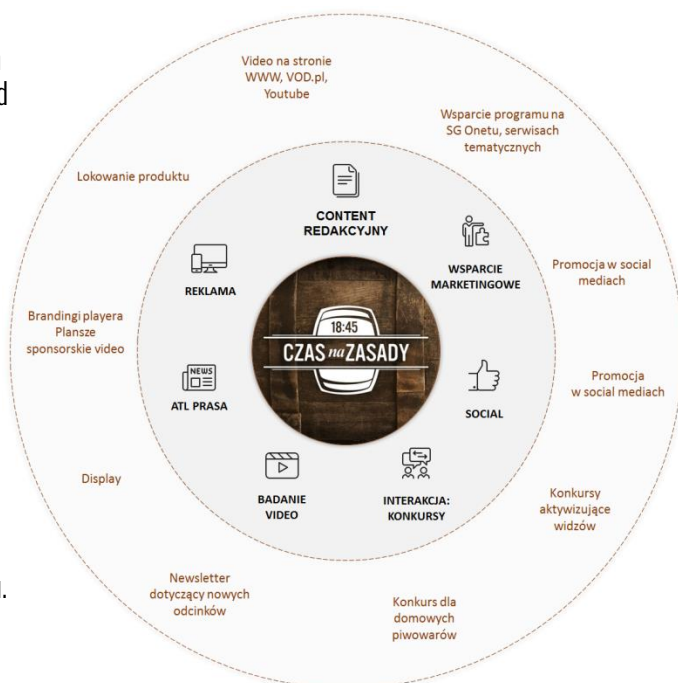 Video na stronie
WWW, VOD.pl,
Youtube
Wsparcie programu na
SG Onetu, serwisach
tematycznych
Lokowanie produktu
CONTENT
REDAKCYJNY
WSPARCIE
MARKETINGOWE
REKLAMA
Promocja w social
mediach
Brandingi playera
Plansze
sponsorskie video
18:45
CZAS na ZASADY
NEWS
ATL PRASA
SOCIAL
Promocja
w social mediach
BADANIE
VIDEO
INTERAKCJA:
KONKURSY
Display
Konkursy
aktywizujące
widzów
Newsletter
dotyczący nowych
odcinków
Konkurs dla
domowych
piwowarów